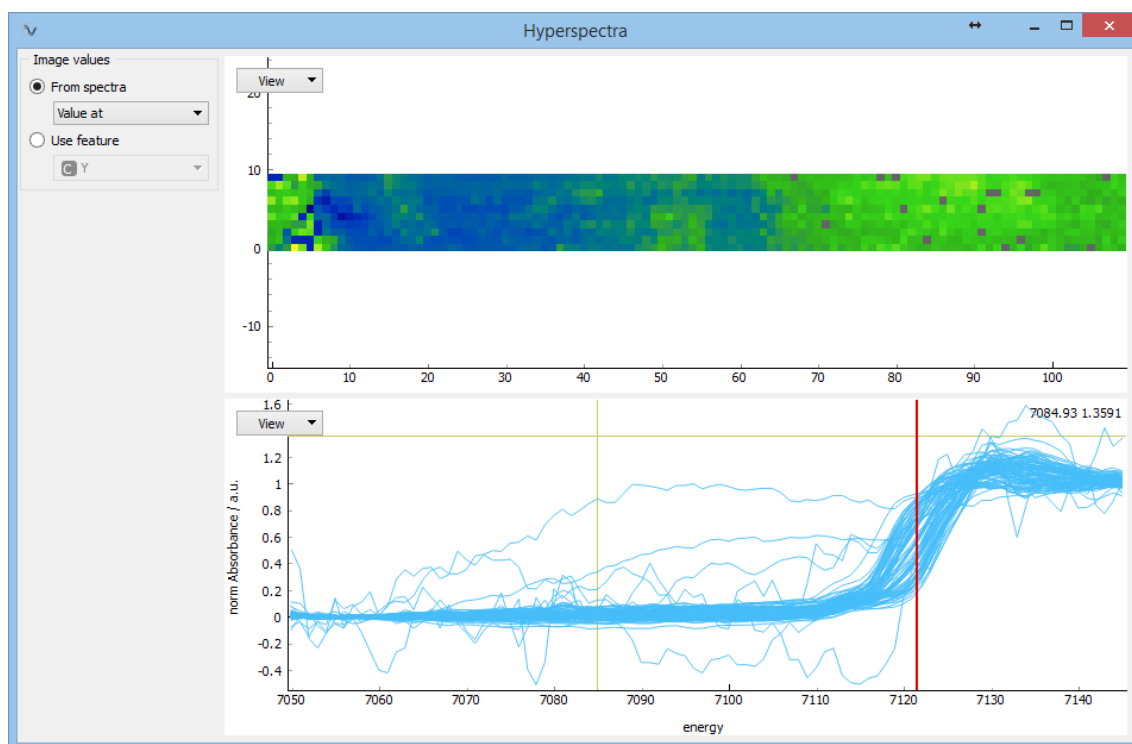 Hyperspectra
Image values
From spectra
Value at
Use feature
C Y
View
20
10
0
-10
0 10 20 30 40 50 60 70 80 90 100
View
1.6
7084.93 1.3591
1.2
1
0.8
0.6
0.4
0.2
0
-0.2
-0.4
norm Absorbance / a.u.
7050 7060 7070 7080 7090 7100 7110 7120 7130 7140
energy